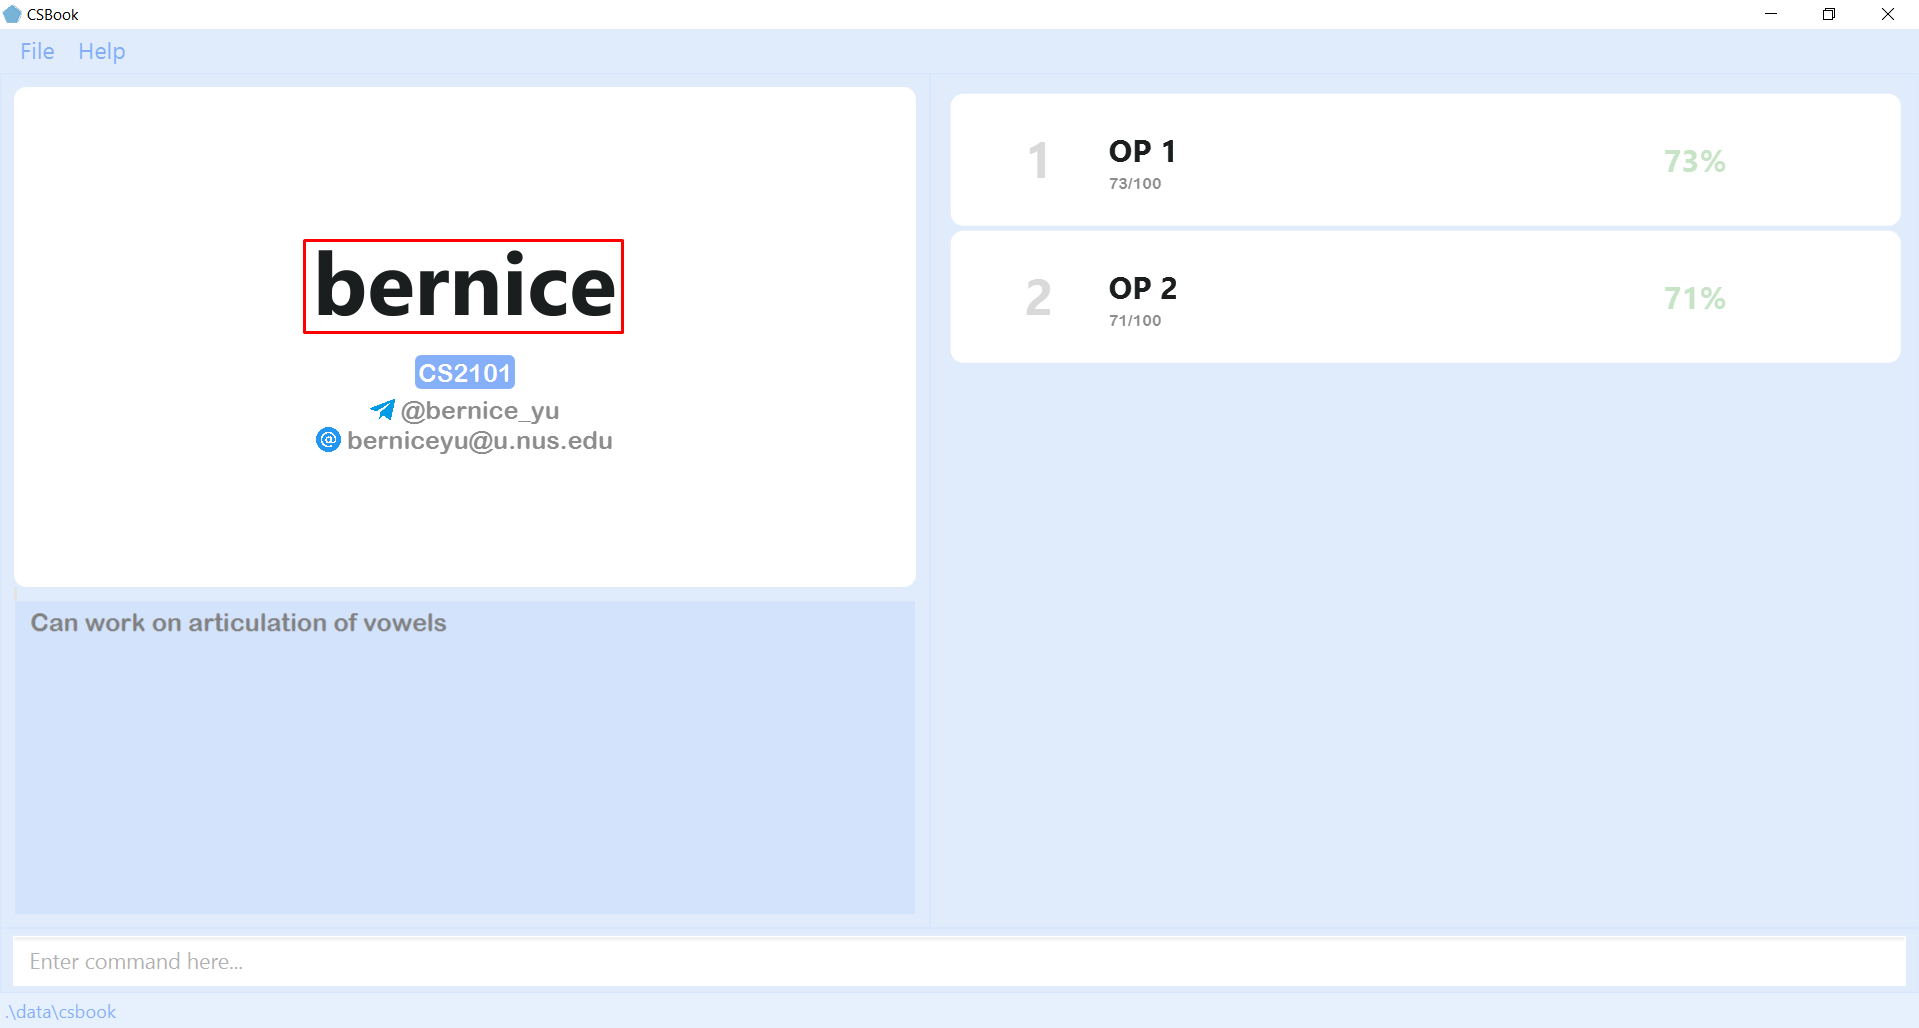 CSBook
File Help
bernice
CS2101
@bernice_yu
@ berniceyu@u.nus.edu
Can work on articulation of vowels
1
OP 1
73/100
73%
2
OP 2
71/100
71%
Enter command here...
.\data\csbook